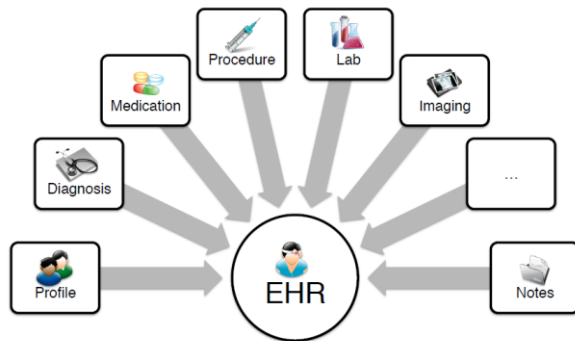 Procedure
Lab
Medication
Imaging
Diagnosis
...
Profile
EHR
Notes